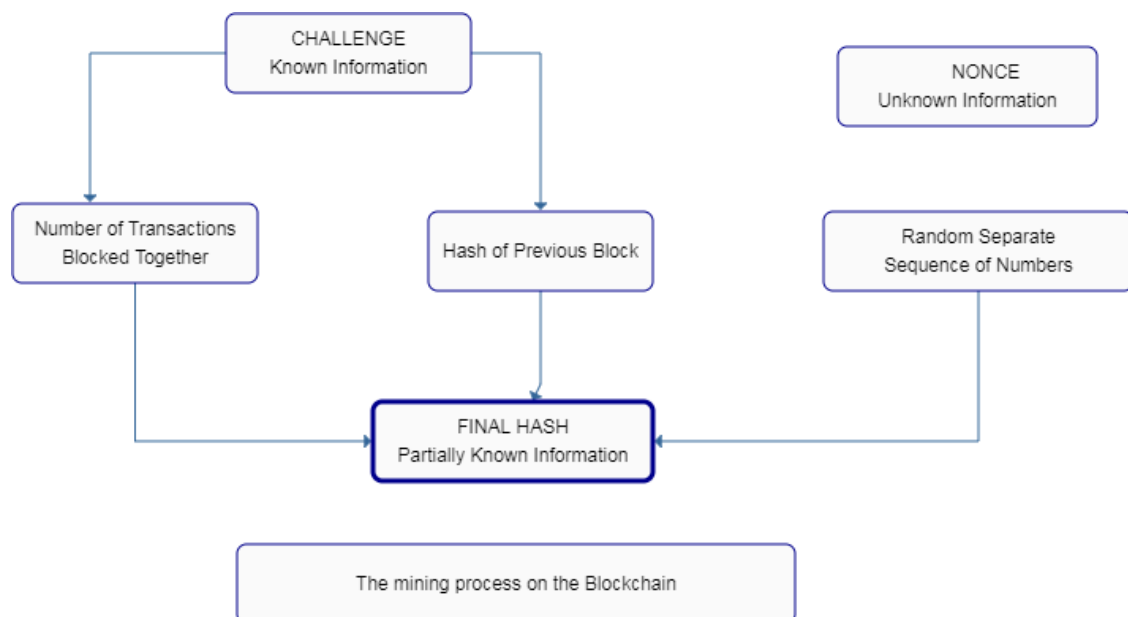 CHALLENGE
Known Information
NONCE
Unknown Information
Number of Transactions
Blocked Together
Hash of Previous Block
Random Separate
Sequence of Numbers
FINAL HASH
Partially Known Information
The mining process on the Blockchain